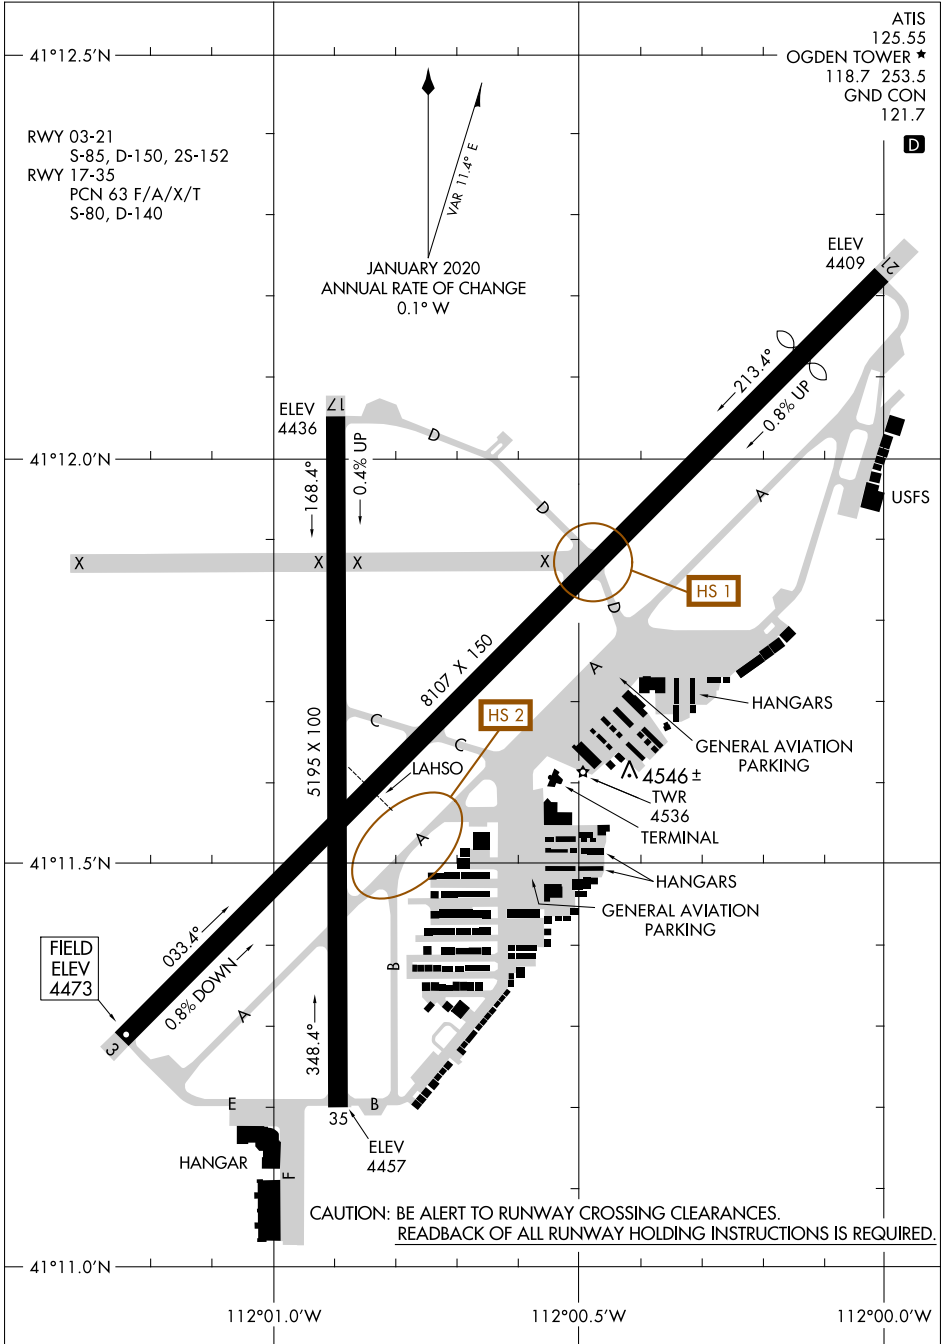 ATIS
125.55
OGDEN TOWER ★
118.7 253.5
GND CON
121.7
D
41°12.5'N
RWY 03-21
S-85, D-150, 2S-152
RWY 17-35
PCN 63 F/A/X/T
S-80, D-140
VAR 11.4° E
JANUARY 2020
ANNUAL RATE OF CHANGE
0.1° W
ELEV
4409
21
213.4°
0.8% UP
ELEV
4436
17
D
168.4°
0.4% UP
41°12.0'N
A
USFS
D
X
X
X
X
HS 1
D
8107 X 150
A
HANGARS
HS 2
C
C
GENERAL AVIATION
PARKING
5195 X 100
LAHSO
4546 ±
TWR
4536
TERMINAL
A
41°11.5'N
HANGARS
GENERAL AVIATION
PARKING
033.4°
0.8% DOWN
FIELD
ELEV
4473
B
A
348.4°
3
E
B
35
ELEV
4457
HANGAR
F
CAUTION: BE ALERT TO RUNWAY CROSSING CLEARANCES.
READBACK OF ALL RUNWAY HOLDING INSTRUCTIONS IS REQUIRED.
41°11.0'N
112°01.0'W
112°00.5'W
112°00.0'W